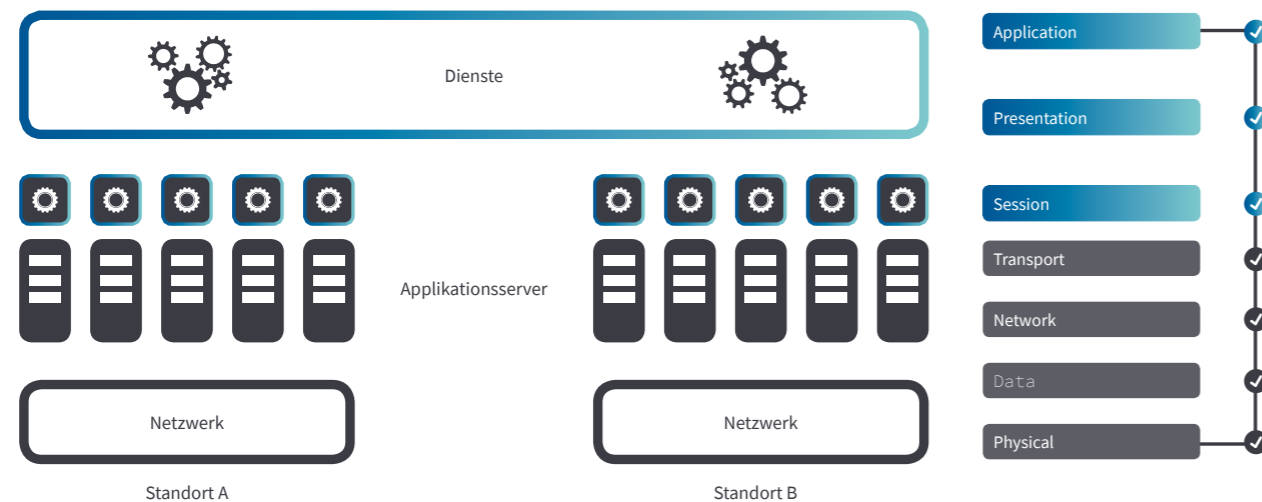 Dienste
Applikationsserver
Netzwerk
Netzwerk
Standort A
Standort B
Application
Presentation
Session
Transport
Network
Data
Physical